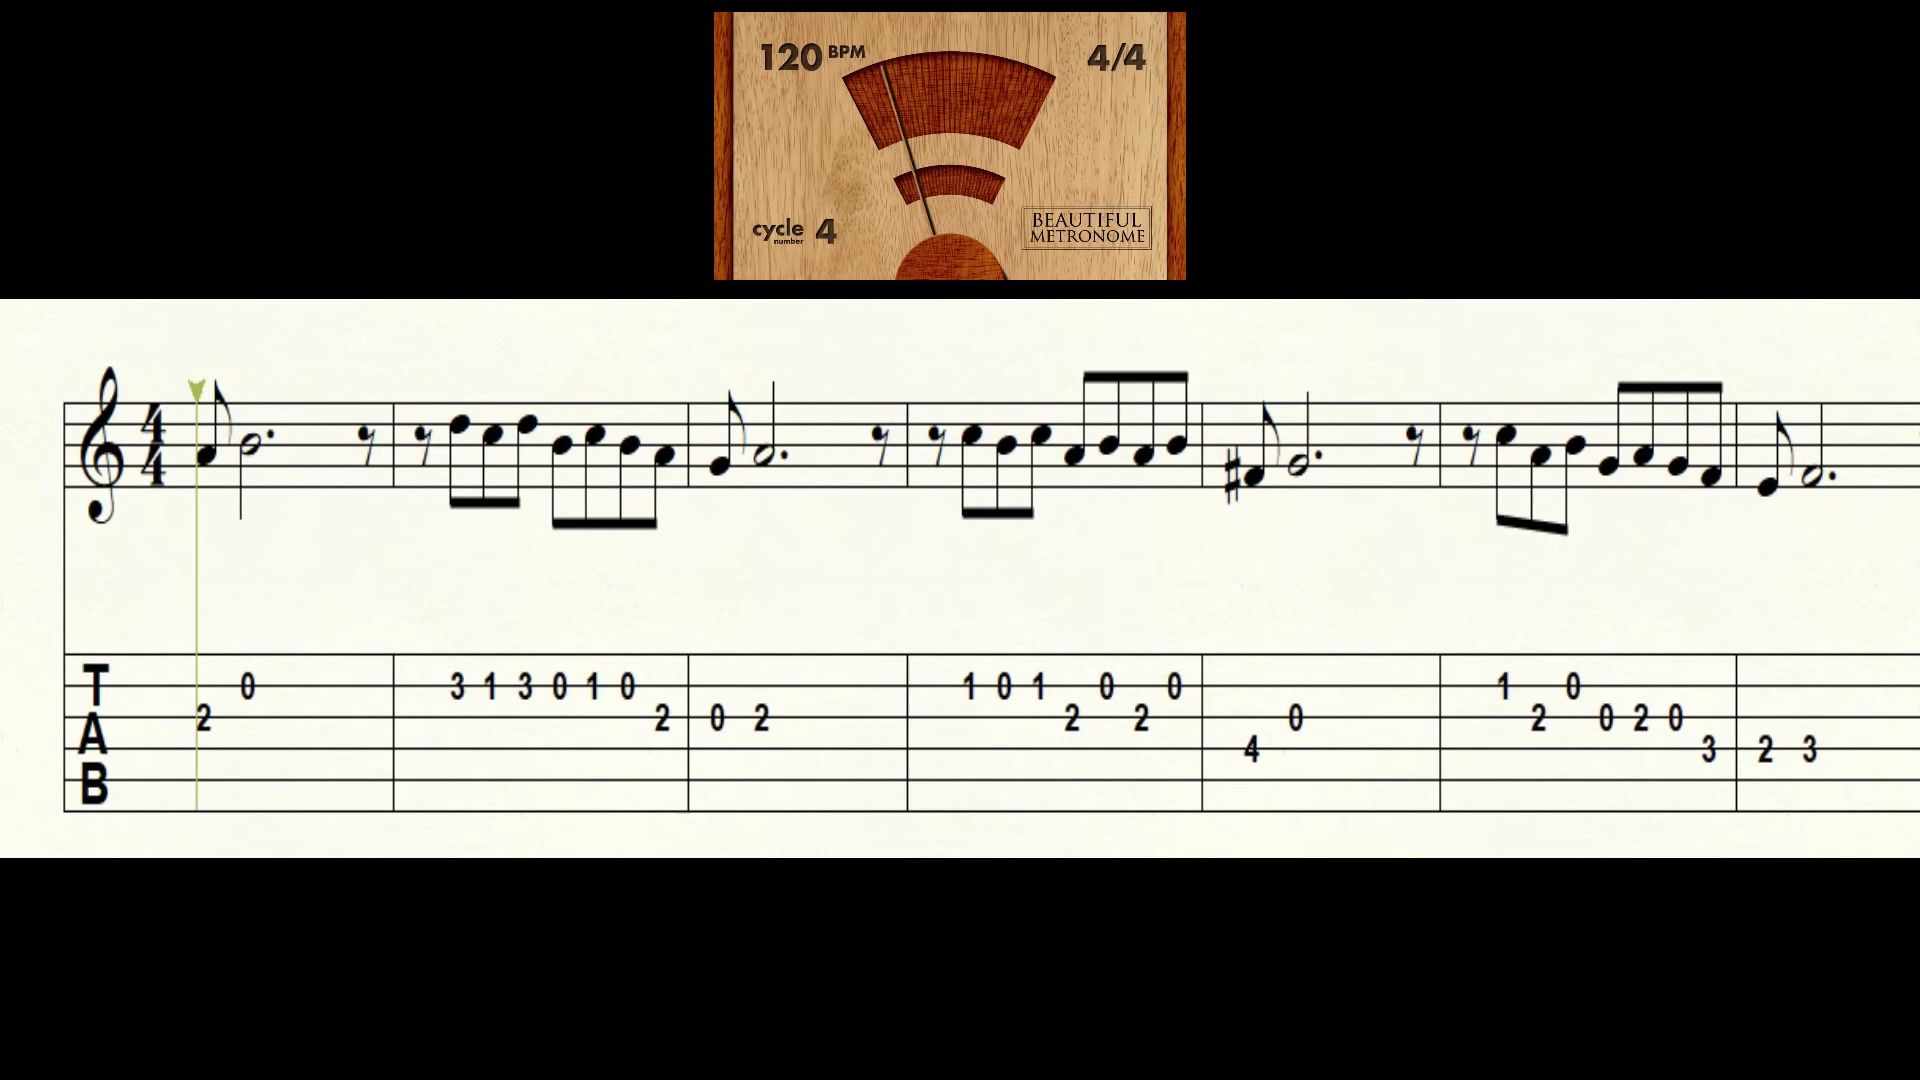 120 BPM 4/4
cycle number 4
BEAUTIFUL
METRONOME
4
4
T 0 3 1 3 0 1 0 1 0 1 0 0 1 0
A 2 2 0 2 2 2 0 2 0 2 0
4 3 2 3
B